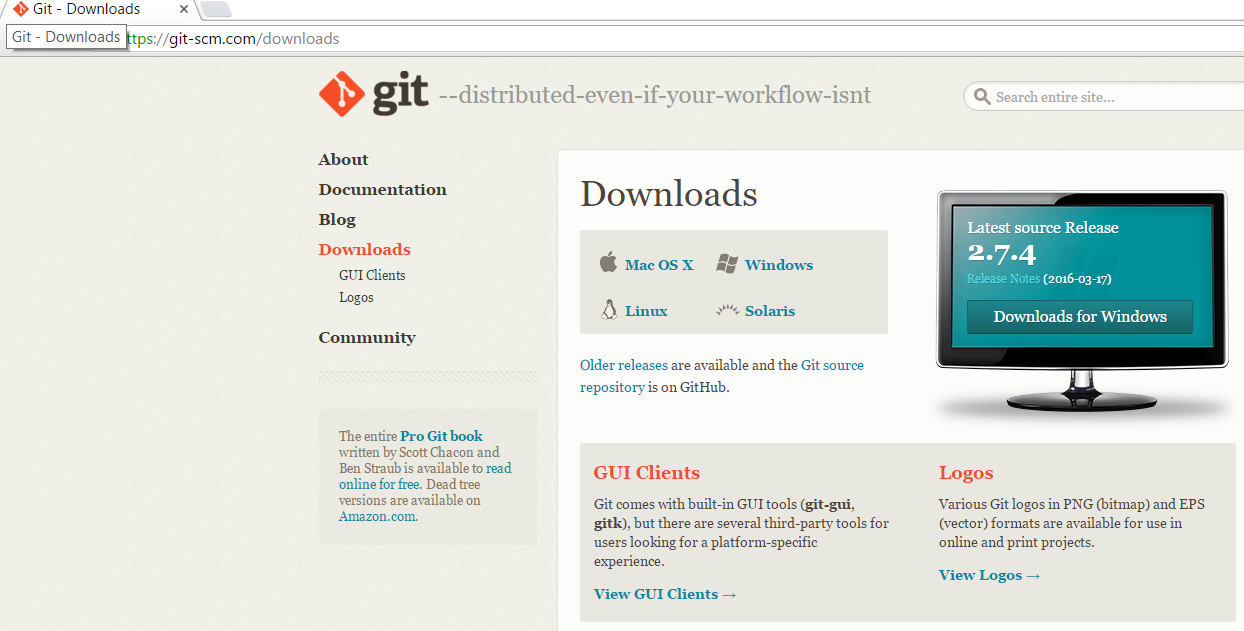 Git - Downloads
Git - Downloads
ttps://git-scm.com/downloads
git --distributed-even-if-your-workflow-isnt
Search entire site...
About
Documentation
Blog
Downloads
GUI Clients
Logos
Community
The entire Pro Git book
written by Scott Chacon and
Ben Straub is available to read
online for free. Dead tree
versions are available on
Amazon.com.
Downloads
Mac OS X
Windows
Linux
Solaris
Older releases are available and the Git source
repository is on GitHub.
Latest source Release
2.7.4
Release Notes (2016-03-17)
Downloads for Windows
GUI Clients
Git comes with built-in GUI tools (git-gui,
gitk), but there are several third-party tools for
users looking for a platform-specific
experience.
View GUI Clients →
Logos
Various Git logos in PNG (bitmap) and EPS
(vector) formats are available for use in
online and print projects.
View Logos →